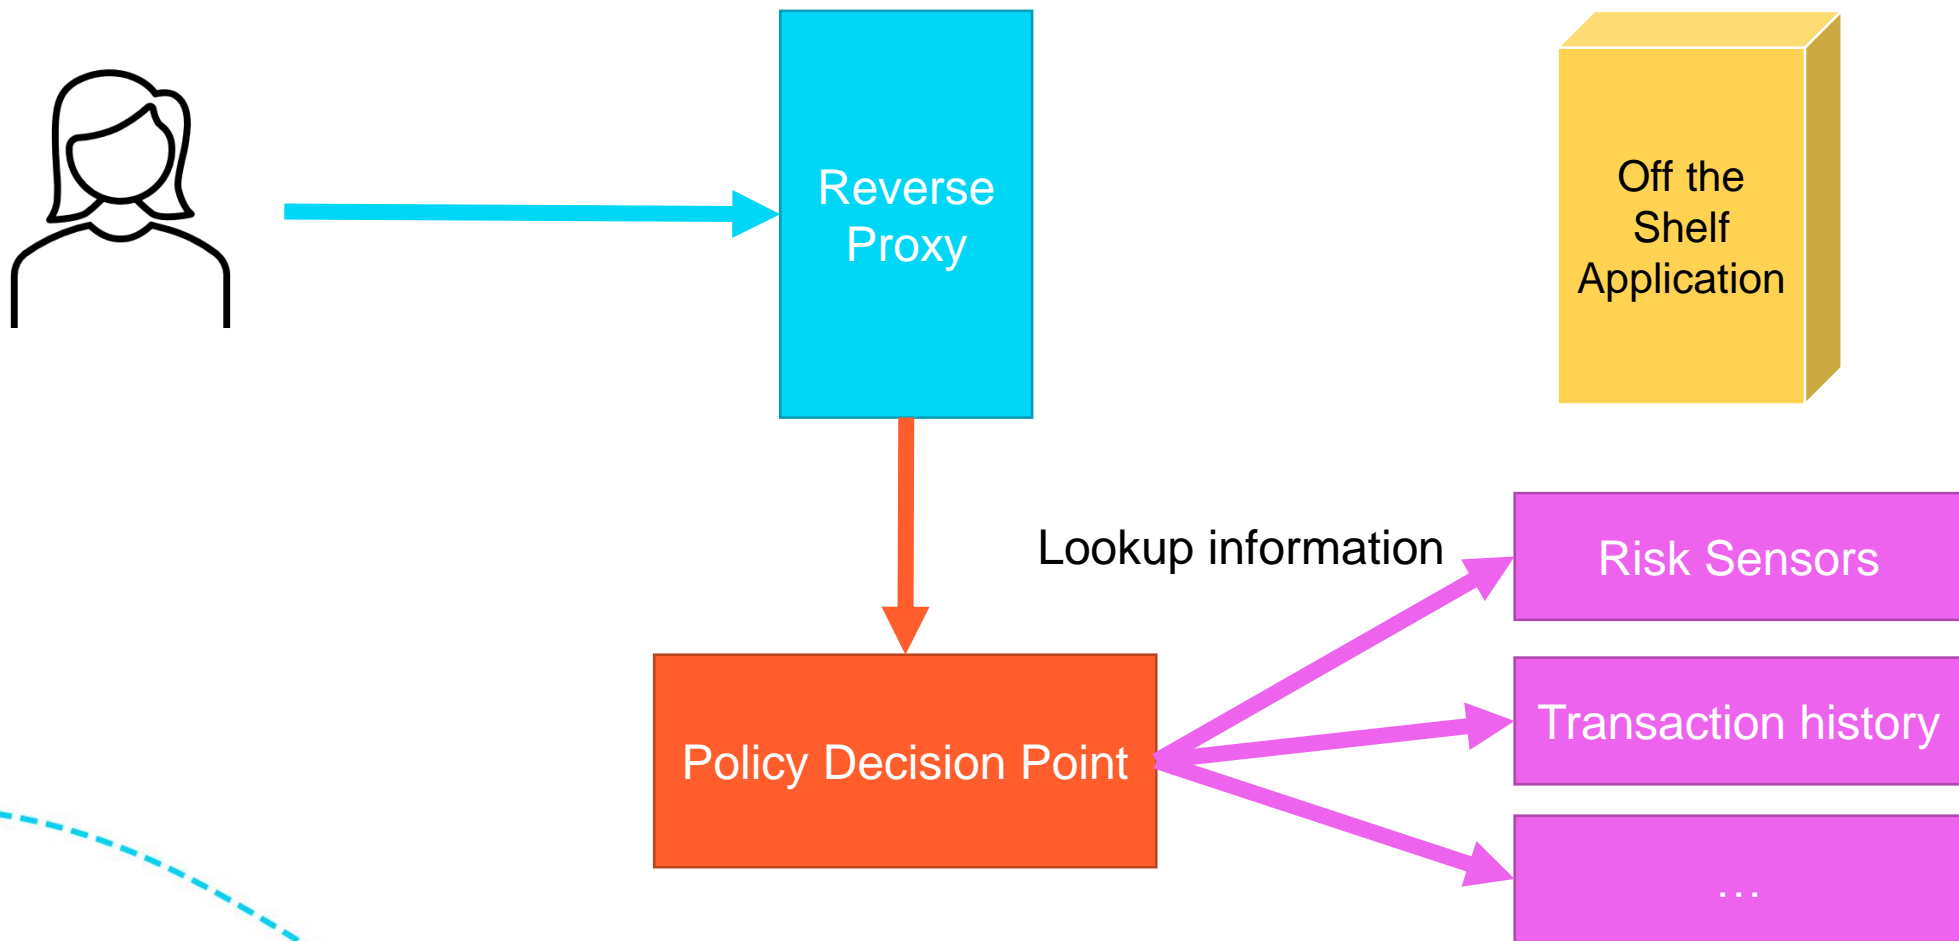 Reverse
Proxy
Off the
Shelf
Application
Lookup information
Risk Sensors
Transaction history
Policy Decision Point
…